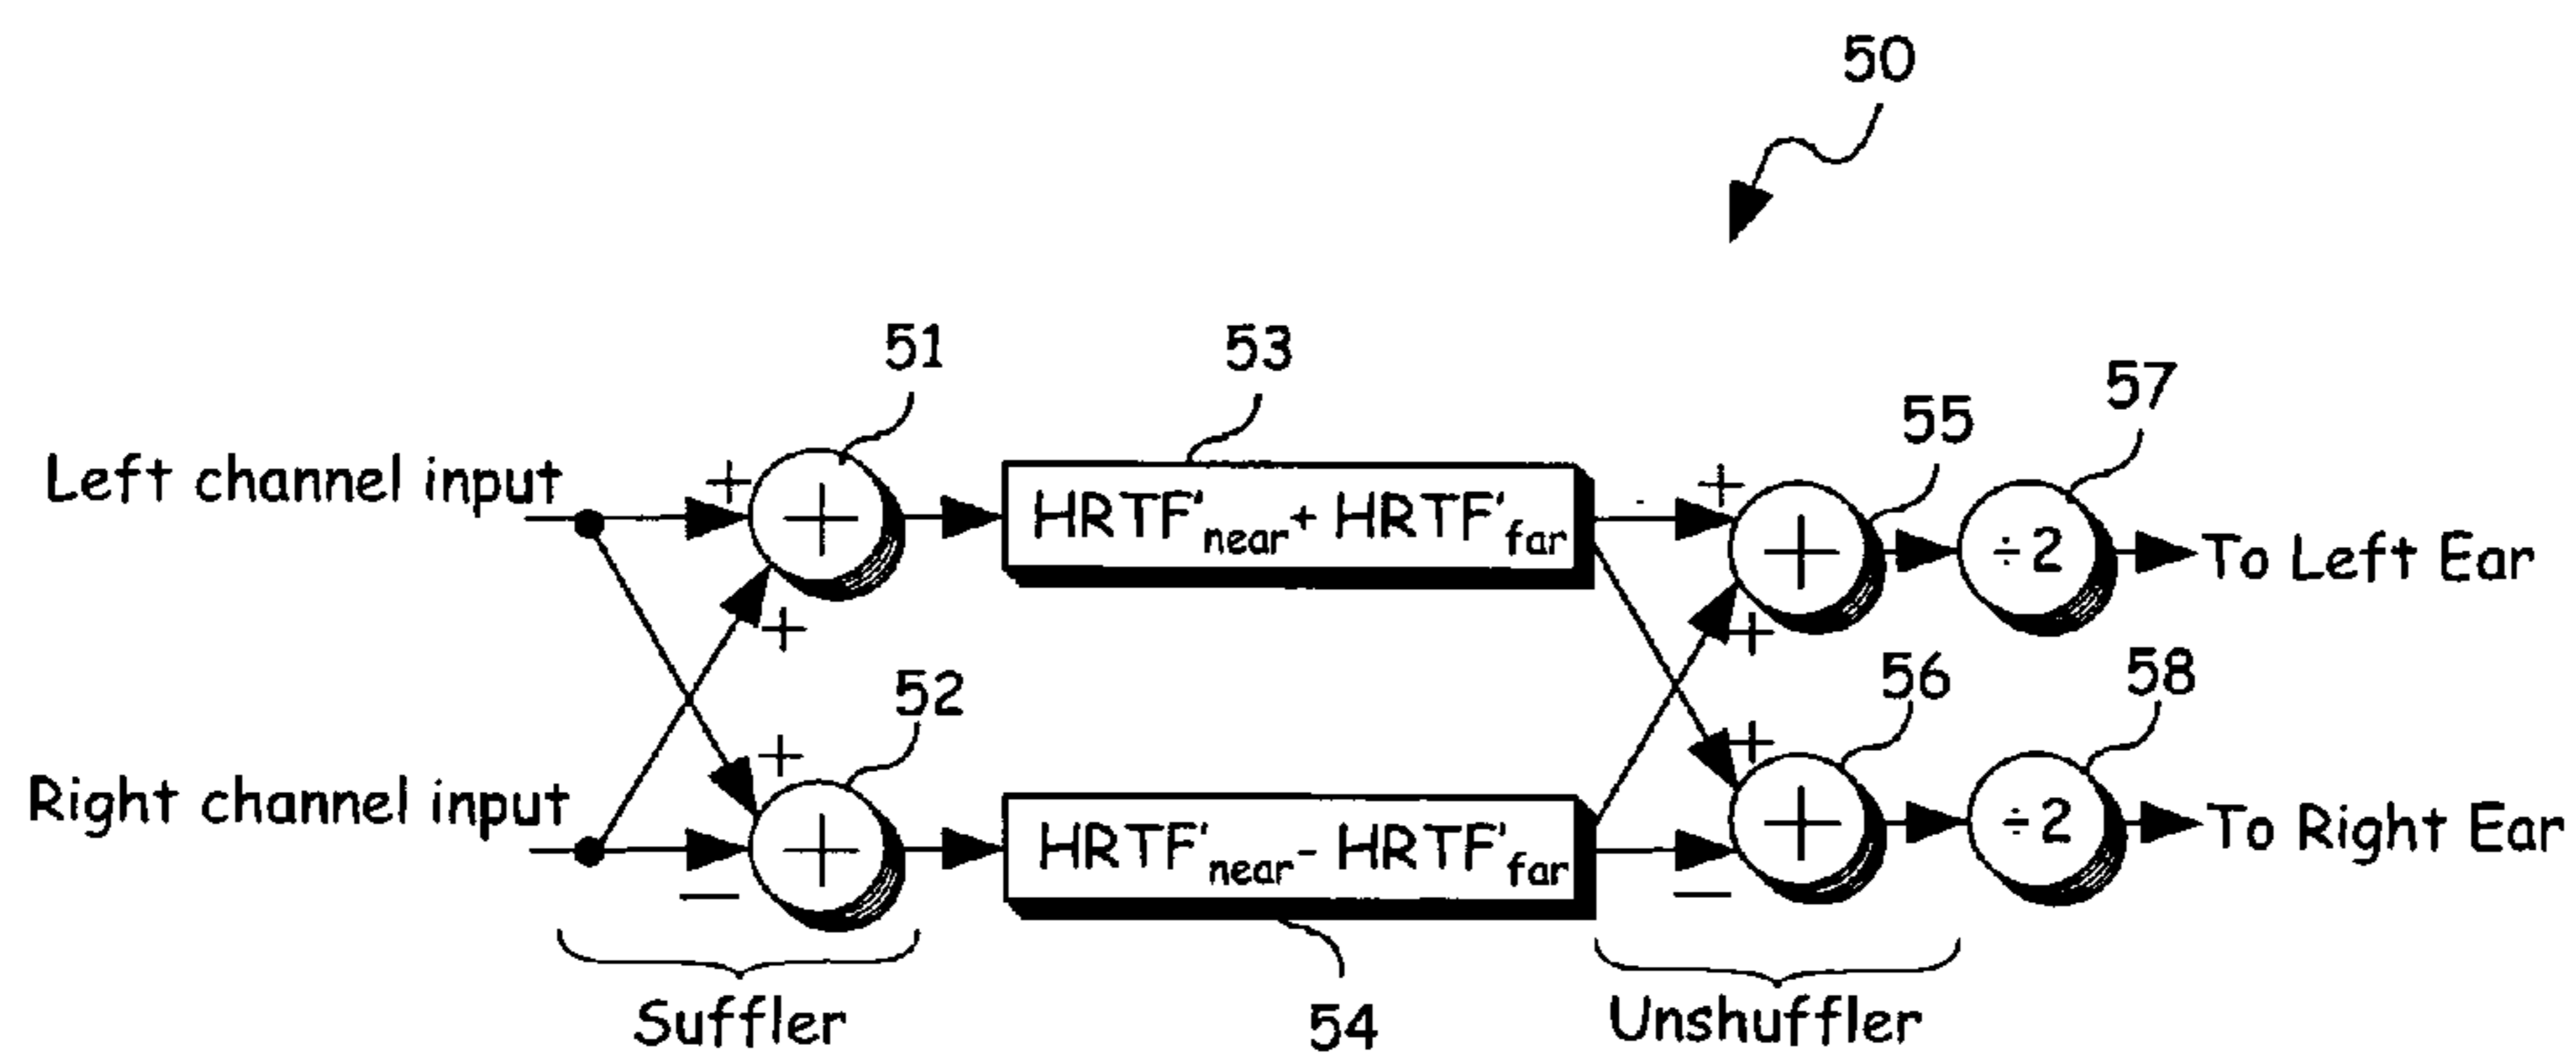 50
51
53
55
57
Left channel input
+
+
HRTF'near + HRTF'far
+
+
÷2
To Left Ear
+
+
52
56
58
+
+
Right channel input
+
HRTF'near - HRTF'far
+
÷2
To Right Ear
−
−
Suffler
54
Unshuffler